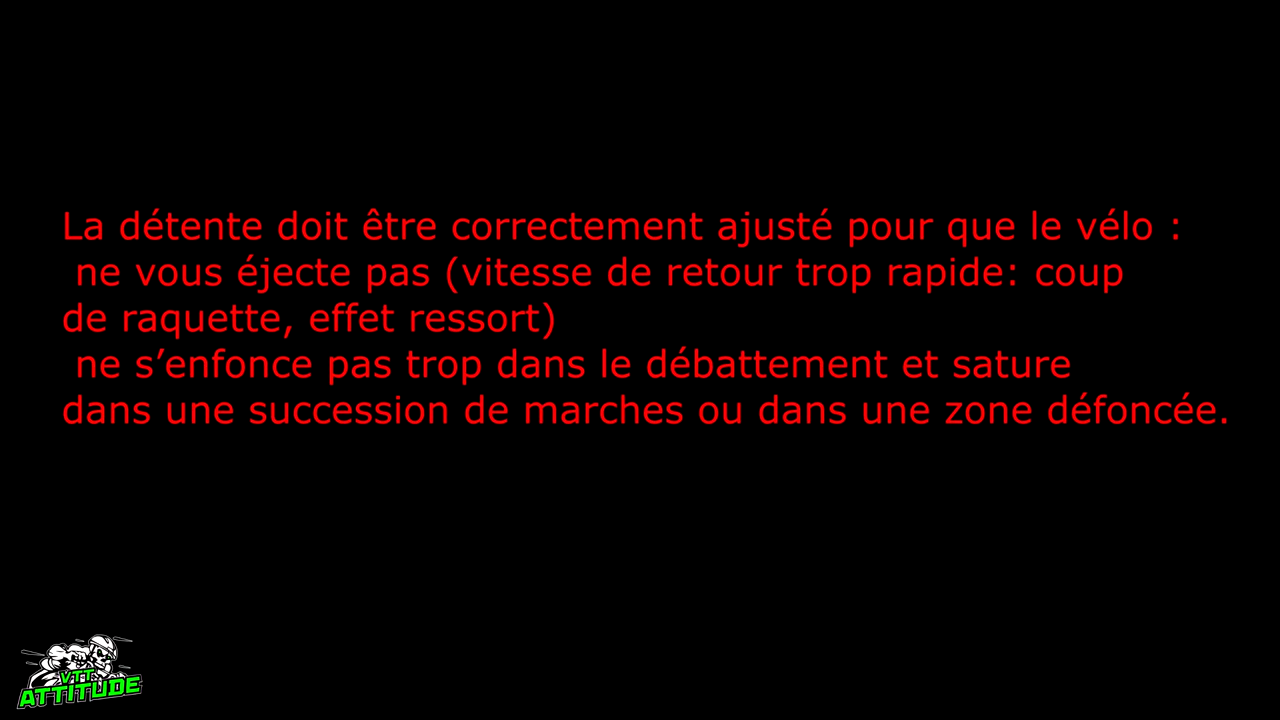 La détente doit être correctement ajusté pour que le vélo :
ne vous éjecte pas (vitesse de retour trop rapide: coup
de raquette, effet ressort)
ne s’enfonce pas trop dans le débattement et sature
dans une succession de marches ou dans une zone défoncée.
VTT
ATTITUDE